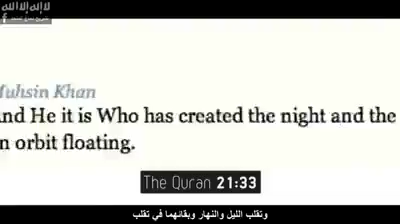 لا إله إلا الله
Muhsin Khan
And He it is Who has created the night and the
n orbit floating.
The Quran 21:33
وتقلب الليل والنهار وبقائهما في تقلب